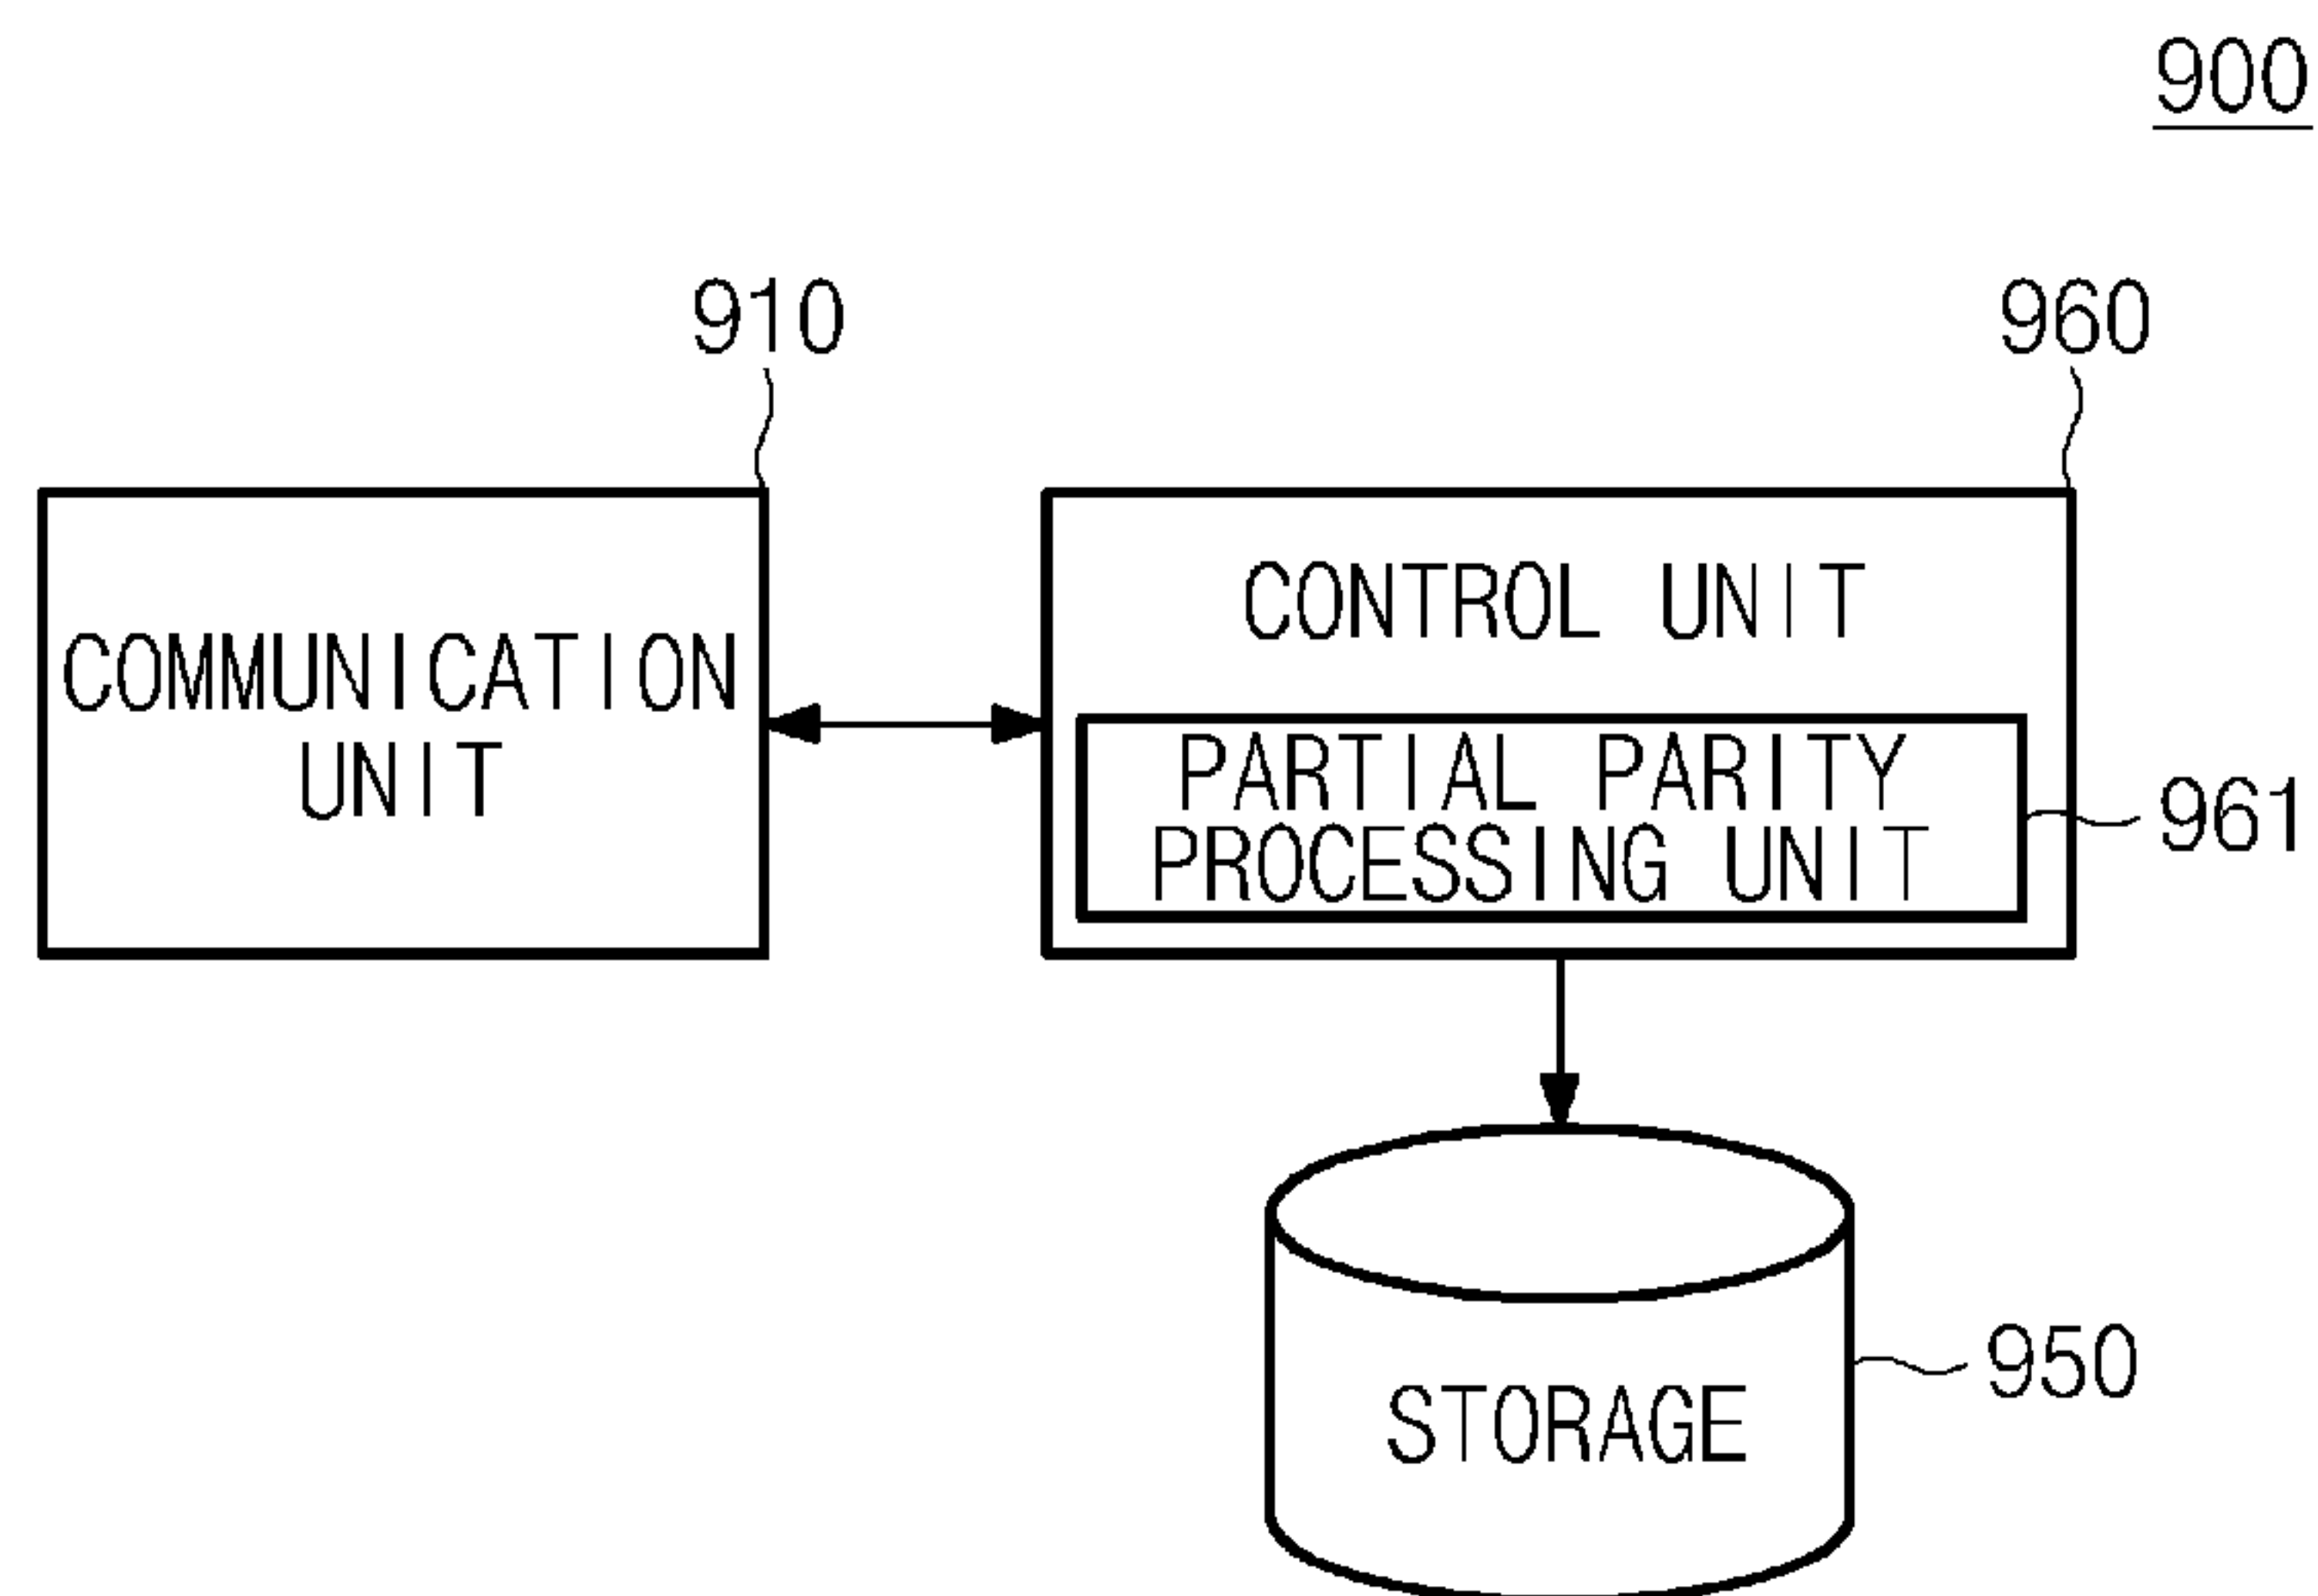 900
910
960
COMMUNICATION
UNIT
CONTROL UNIT
PARTIAL PARITY
PROCESSING UNIT
961
950
STORAGE